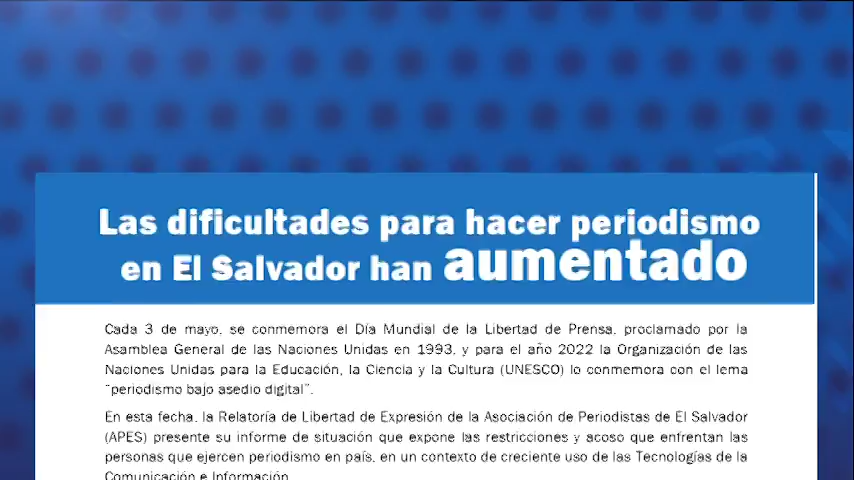 Las dificultades para hacer periodismo
en El Salvador han aumentado
Cada 3 de mayo, se conmemora el Día Mundial de la Libertad de Prensa, proclamado por la
Asamblea General de las Naciones Unidas en 1993, y para el año 2022 la Organización de las
Naciones Unidas para la Educación, la Ciencia y la Cultura (UNESCO) lo conmemora con el lema
"periodismo bajo asedio digital".
En esta fecha, la Relatoría de Libertad de Expresión de la Asociación de Periodistas de El Salvador
(APES) presente su informe de situación que expone las restricciones y acoso que enfrentan las
personas que ejercen periodismo en país, en un contexto de creciente uso de las Tecnologías de la
Comunicación e Información